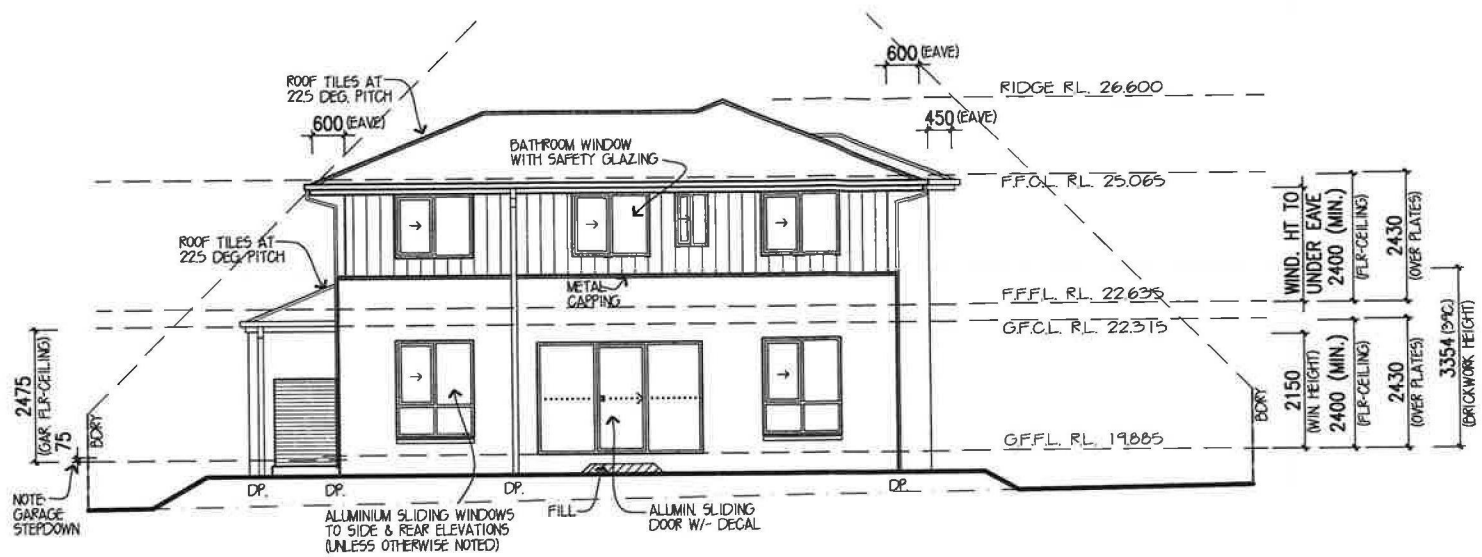 600 (EAVE)
ROOF TILES AT
22.5 DEG. PITCH
RIDGE RL. 26.600
600 (EAVE)
450 (EAVE)
BATHROOM WINDOW
WITH SAFETY GLAZING
F.F.C.L. RL. 25.065
ROOF TILES AT
22.5 DEG. PITCH
METAL
CAPPING
F.F.F.L. RL. 22.635
G.F.C.L. RL. 22.315
WIND. HT TO
UNDER EAVE
2400 (MIN.)
(FLR-CEILING)
2430
(OVER PLATES)
2475
(GAR FLR-CEILING)
75
BDRY
BDRY
2150
(WIN. HEIGHT)
2400 (MIN.)
(FLR-CEILING)
2430
(OVER PLATES)
3354 (39C.)
(BRICKWORK HEIGHT)
G.F.F.L. RL. 19.885
NOTE:
GARAGE
STEPDOWN
DP.
DP.
DP.
DP.
ALUMINIUM SLIDING WINDOWS
TO SIDE & REAR ELEVATIONS
(UNLESS OTHERWISE NOTED)
FILL
ALUMIN. SLIDING
DOOR W/- DECAL